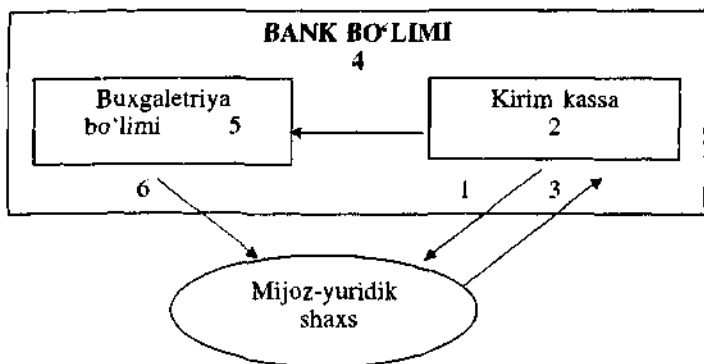 BANK BO‘LIMI
4
Buxgaletriya
bo‘limi 5
Kirim kassa
2
6
1
3
Mijoz-yuridik
shaxs